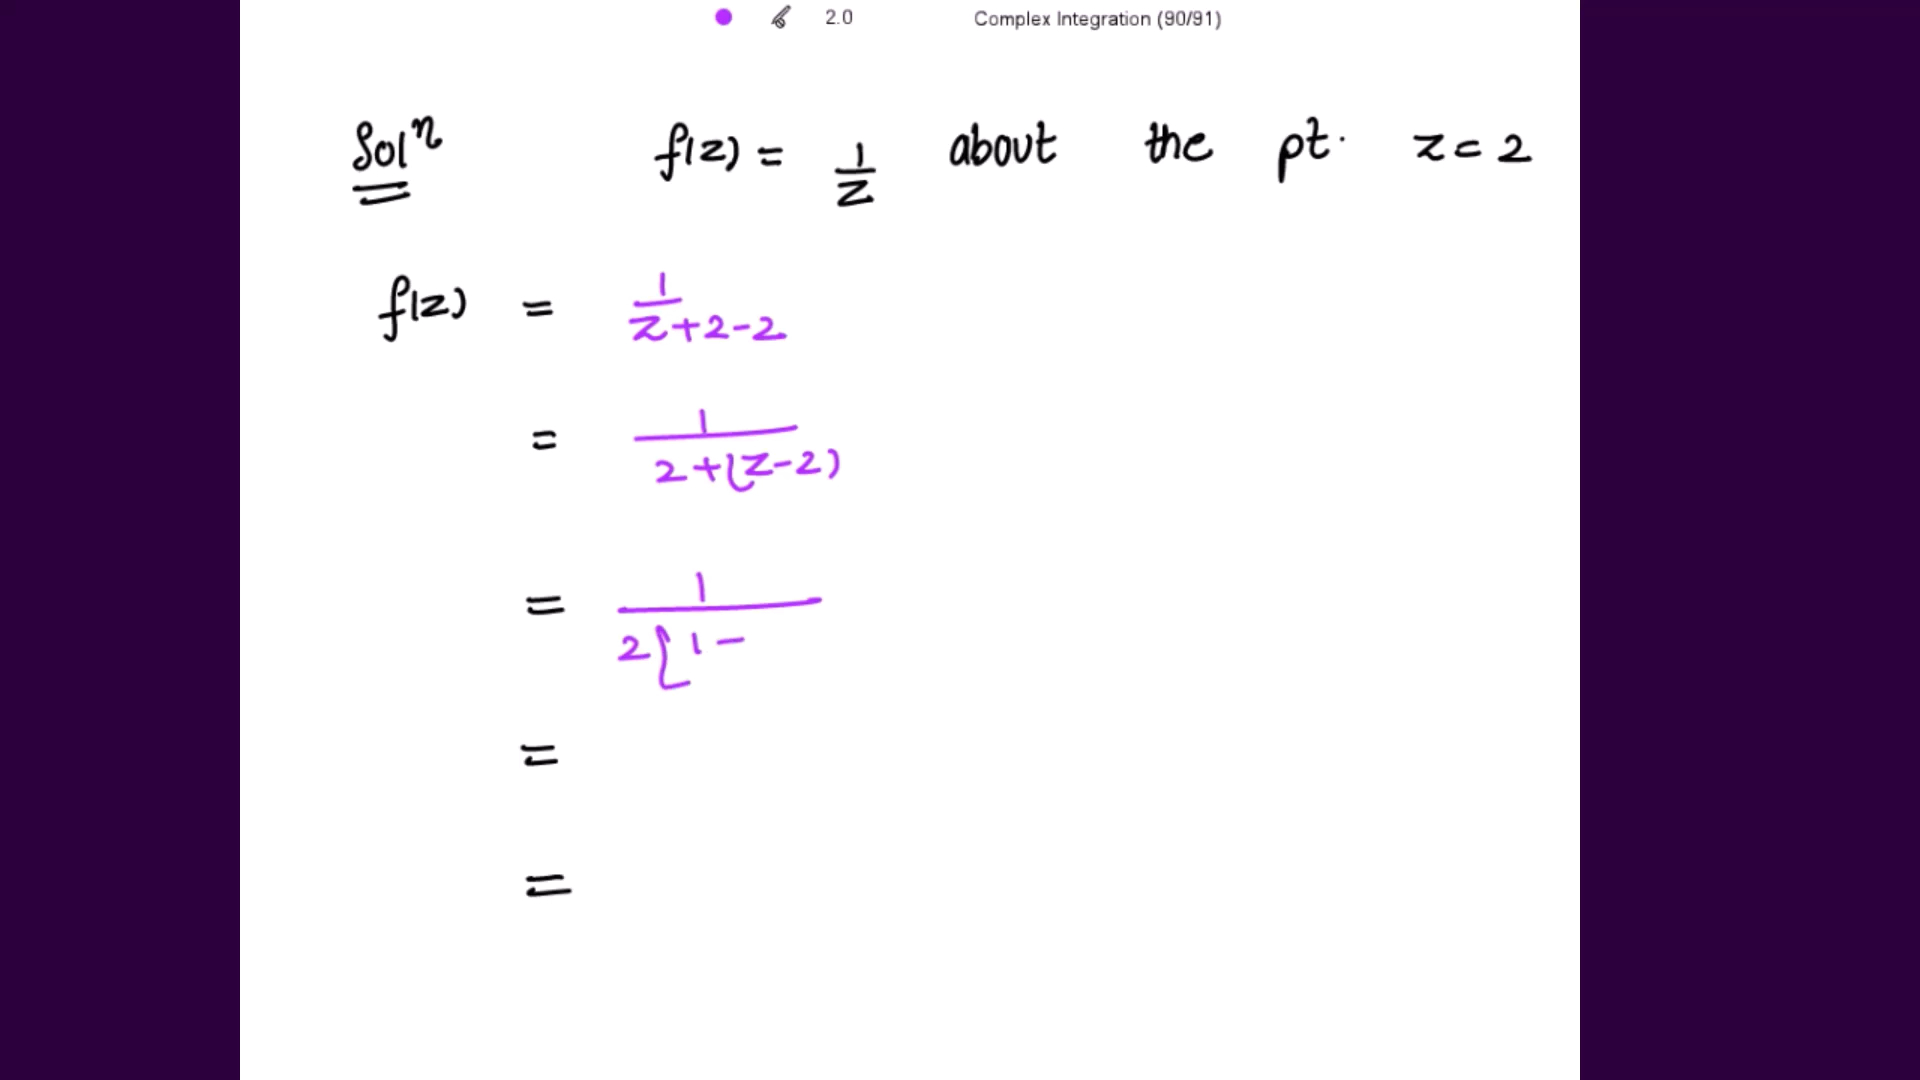 2.0 Complex Integration (90/91)
Solⁿ f(z) = 1/z about the pt. z = 2
f(z) = 1/(z+2-2)
= 1/(2+(z-2))
= 1/(2[1-
=
=